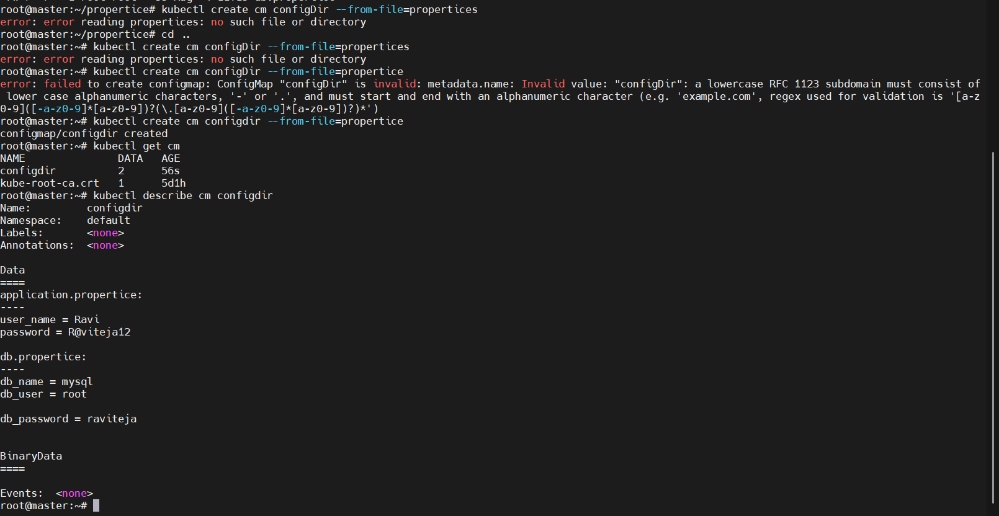 root@master:~/propertice# kubectl create cm configDir --from-file=propertices
error: error reading propertices: no such file or directory
root@master:~/propertice# cd ..
root@master:~# kubectl create cm configDir --from-file=propertices
error: error reading propertices: no such file or directory
root@master:~# kubectl create cm configDir --from-file=propertice
error: failed to create configmap: ConfigMap "configDir" is invalid: metadata.name: Invalid value: "configDir": a lowercase RFC 1123 subdomain must consist of
 lower case alphanumeric characters, '-' or '.', and must start and end with an alphanumeric character (e.g. 'example.com', regex used for validation is '[a-z
0-9]([-a-z0-9]*[a-z0-9])?(\.[a-z0-9]([-a-z0-9]*[a-z0-9])?)*')
root@master:~# kubectl create cm configdir --from-file=propertice
configmap/configdir created
root@master:~# kubectl get cm
NAME               DATA   AGE
configdir          2      56s
kube-root-ca.crt   1      5d1h
root@master:~# kubectl describe cm configdir
Name:         configdir
Namespace:    default
Labels:       <none>
Annotations:  <none>

Data
====
application.propertice:
----
user_name = Ravi
password = R@viteja12

db.propertice:
----
db_name = mysql
db_user = root

db_password = raviteja


BinaryData
====

Events:  <none>
root@master:~#